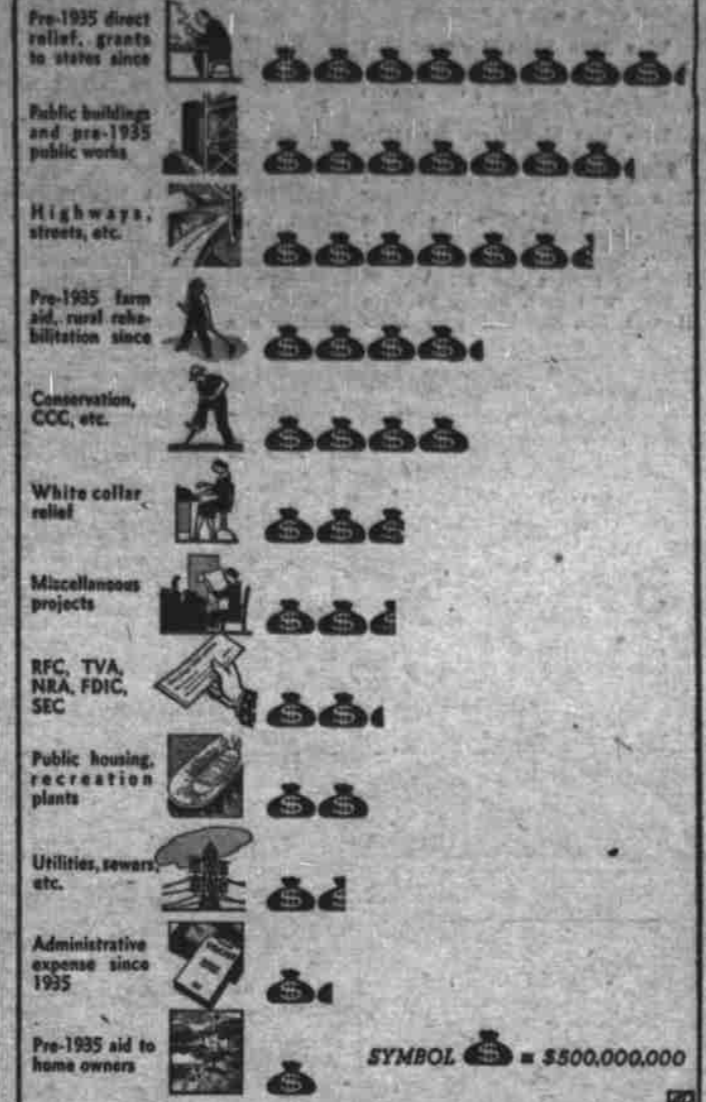 Pre-1935 direct
relief, grants
to states since
Public buildings
and pre-1935
public works
Highways,
streets, etc.
Pre-1935 farm
aid, rural reha-
bilitation since
Conservation,
CCC, etc.
White collar
relief
Miscellaneous
projects
RFC, TVA,
NRA, FDIC,
SEC
Public housing,
recreation
plants
Utilities, sewers,
etc.
Administrative
expense since
1935
Pre-1935 aid to
home owners
SYMBOL $ = $500,000,000